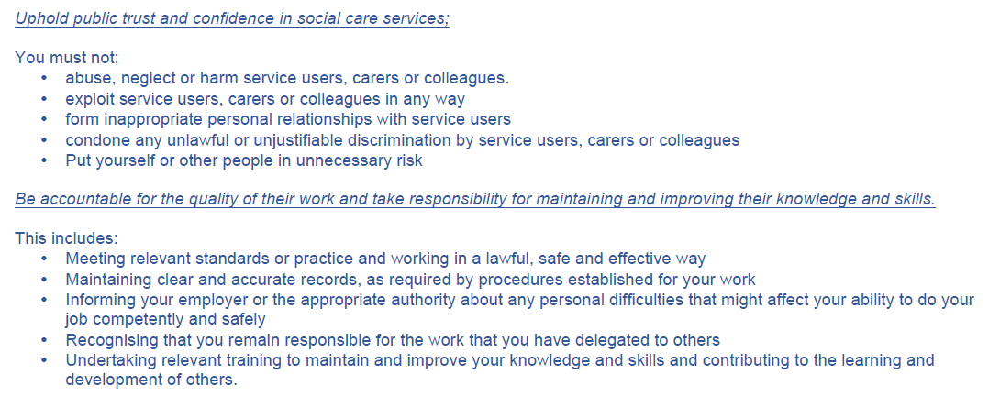 Uphold public trust and confidence in social care services;
You must not;
• abuse, neglect or harm service users, carers or colleagues.
• exploit service users, carers or colleagues in any way
• form inappropriate personal relationships with service users
• condone any unlawful or unjustifiable discrimination by service users, carers or colleagues
• Put yourself or other people in unnecessary risk
Be accountable for the quality of their work and take responsibility for maintaining and improving their knowledge and skills.
This includes:
• Meeting relevant standards or practice and working in a lawful, safe and effective way
• Maintaining clear and accurate records, as required by procedures established for your work
• Informing your employer or the appropriate authority about any personal difficulties that might affect your ability to do your
job competently and safely
• Recognising that you remain responsible for the work that you have delegated to others
• Undertaking relevant training to maintain and improve your knowledge and skills and contributing to the learning and
development of others.